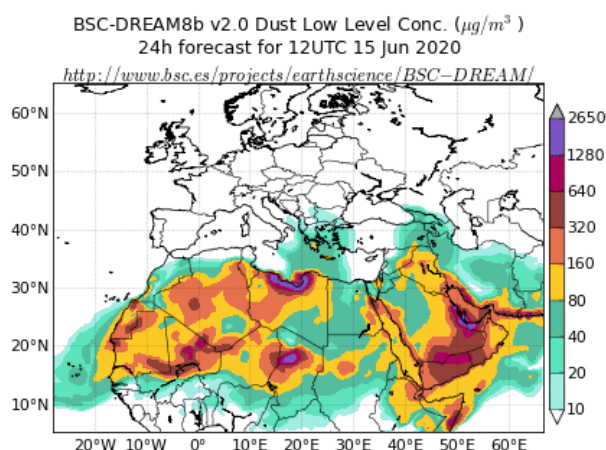 BSC-DREAM8b v2.0 Dust Low Level Conc. (μg/m³ )
24h forecast for 12UTC 15 Jun 2020
http://www.bsc.es/projects/earthscience/BSC−DREAM/
60°N
50°N
40°N
30°N
20°N
10°N
20°W
10°W
0°
10°E
20°E
30°E
40°E
50°E
60°E
2650
1280
640
320
160
80
40
20
10